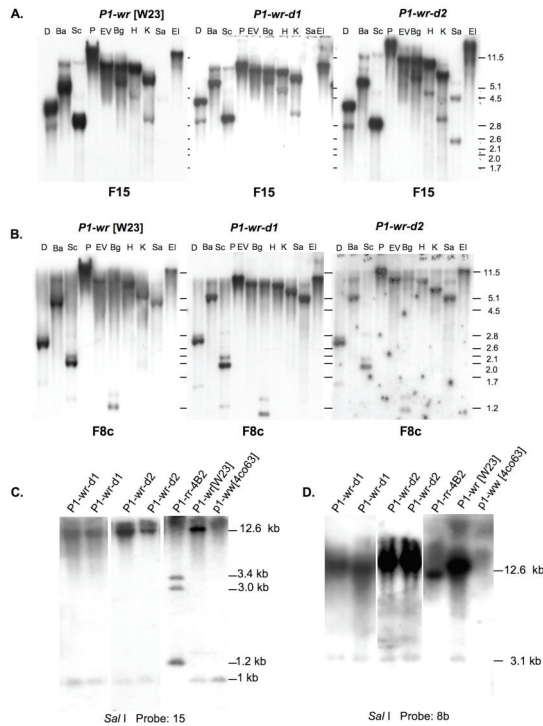 A.
P1-wr [W23] P1-wr-d1 P1-wr-d2
D Ba Sc P EV Bg H K Sa EI D Ba Sc P EV Bg H K Sa EI D Ba Sc P EV Bg H K Sa EI
11.5
5.1
4.5
2.8
2.6
2.1
2.0
1.7
F15 F15 F15
B.
P1-wr [W23] P1-wr-d1 P1-wr-d2
D Ba Sc P EV Bg H K Sa EI D Ba Sc P EV Bg H K Sa EI D Ba Sc P EV Bg H K Sa EI
11.5
5.1
4.5
2.8
2.6
2.1
2.0
1.7
1.2
F8c F8c F8c
C.
P1-wr-d1 P1-wr-d1 P1-wr-d2 P1-wr-d2 P1-rr-4B2 P1-wr[W23] p1-ww[4co63]
12.6 kb
3.4 kb
3.0 kb
1.2 kb
1 kb
Sal I Probe: 15
D.
P1-wr-d1 P1-wr-d1 P1-wr-d2 P1-wr-d2 P1-rr-4B2 P1-wr [W23] p1-ww [4co63]
12.6 kb
3.1 kb
Sal I Probe: 8b